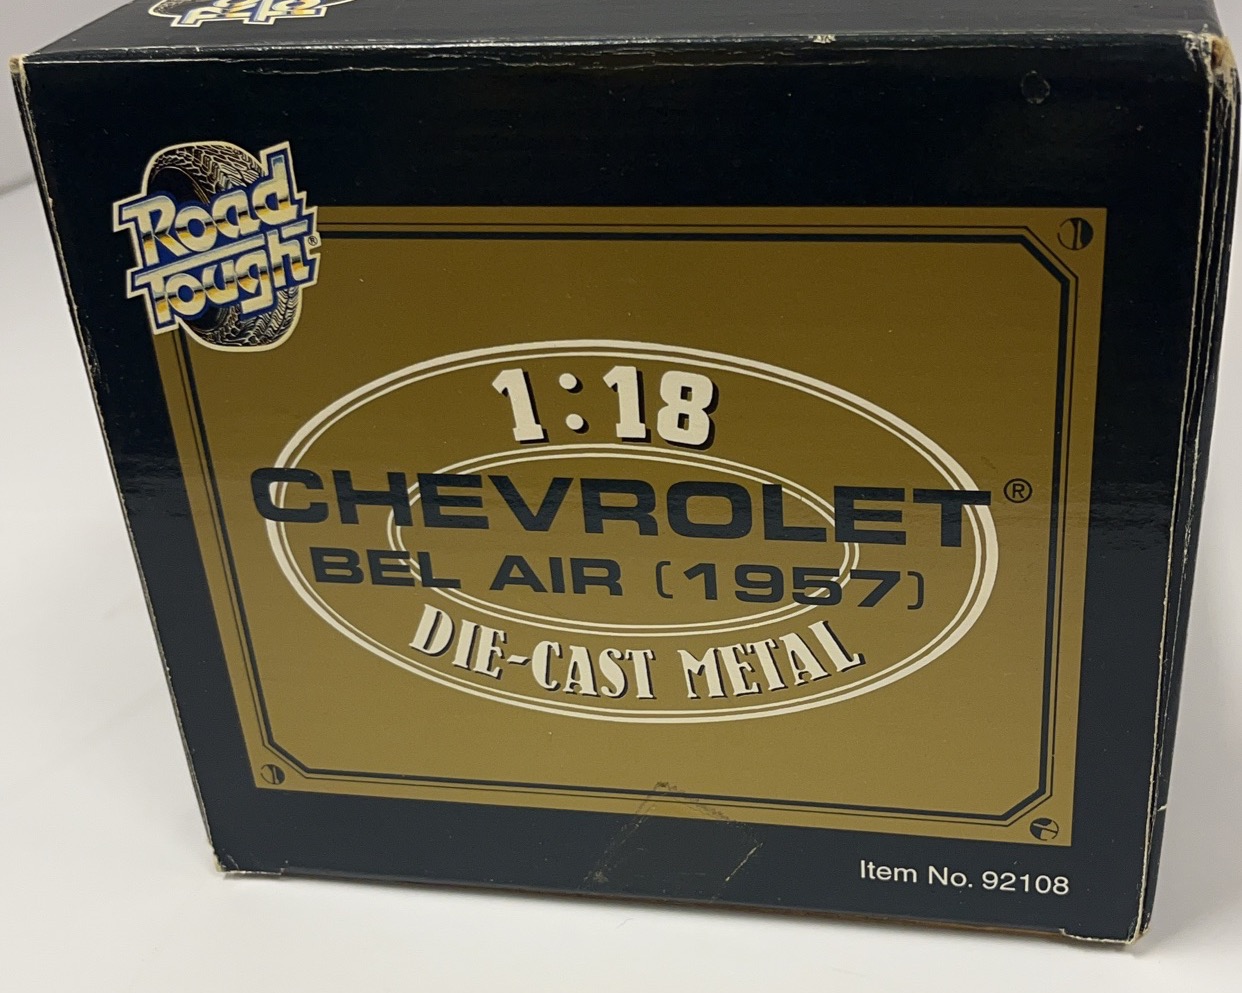 Road
Tough®
1:18
CHEVROLET®
BEL AIR (1957)
DIE-CAST METAL
Item No. 92108